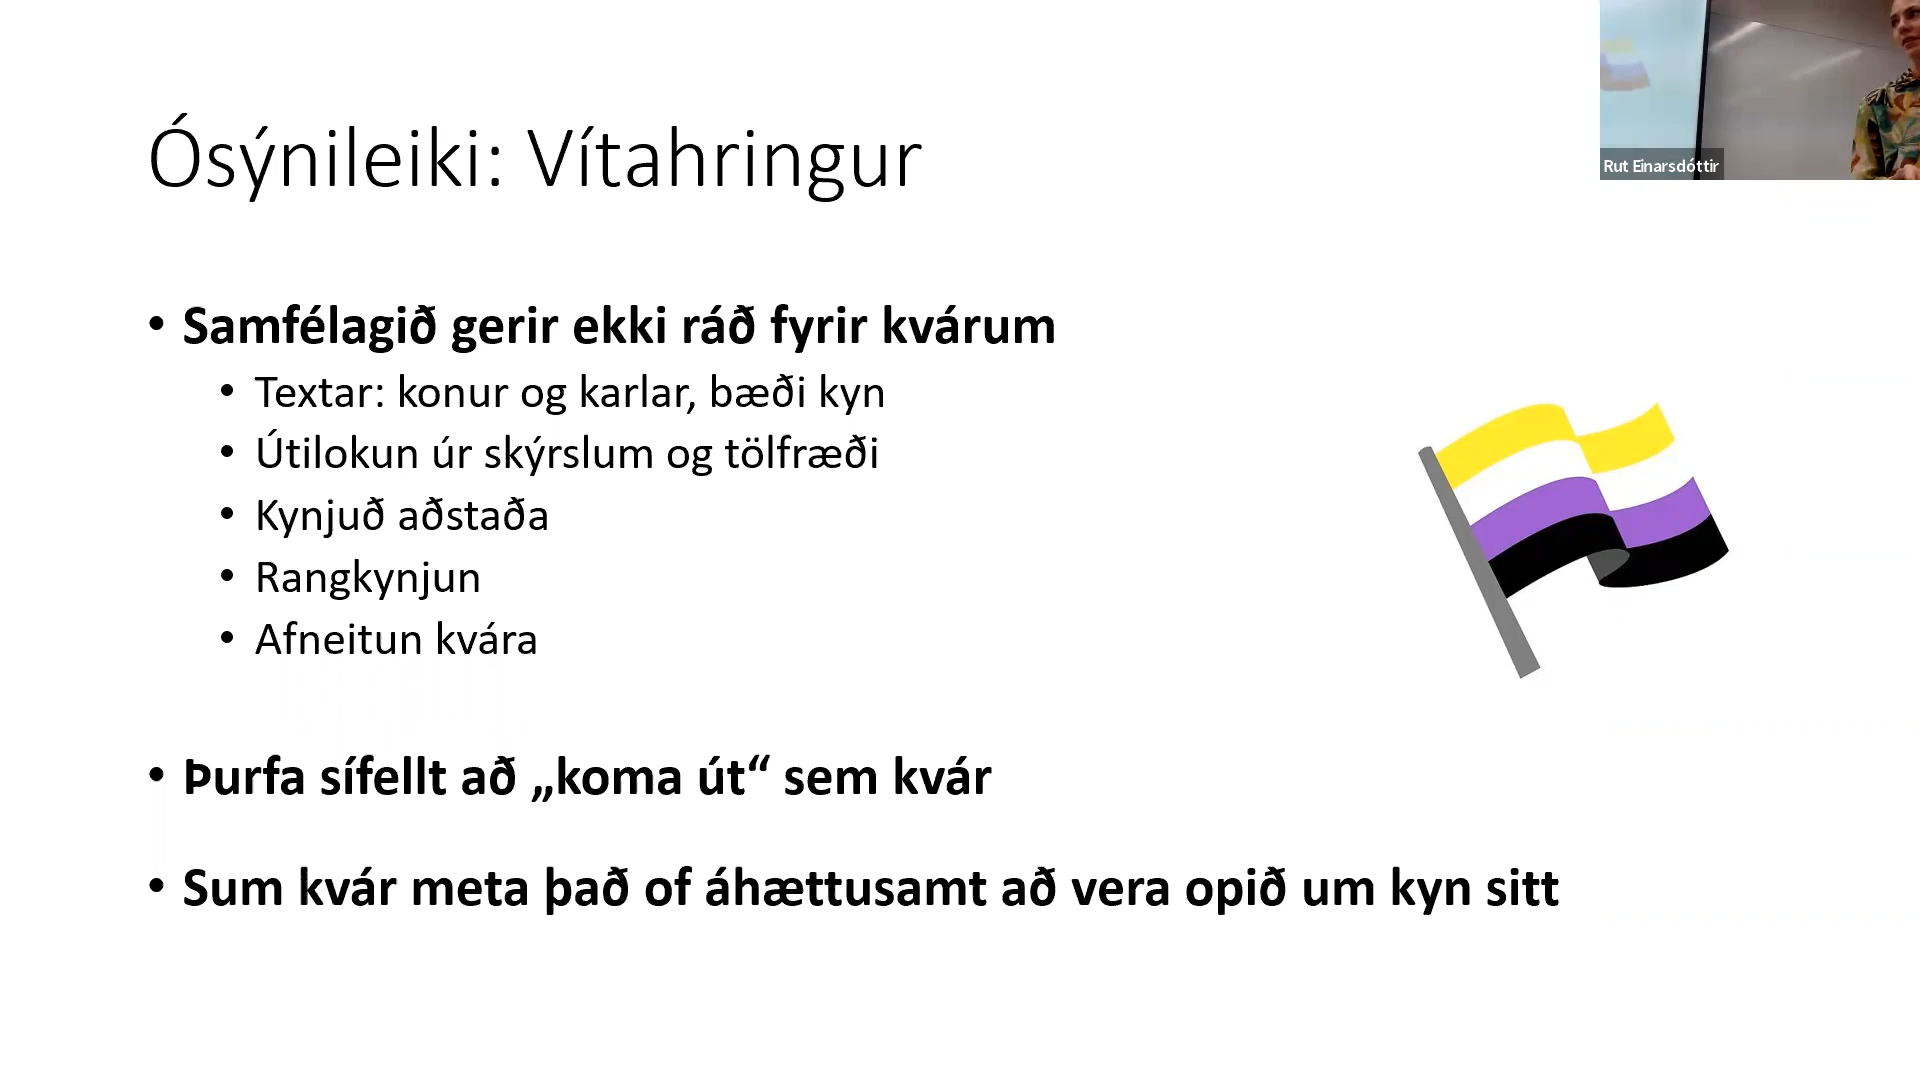 Ósýnileiki: Vítahringur
• Samfélagið gerir ekki ráð fyrir kvárum
• Textar: konur og karlar, bæði kyn
• Útilokun úr skýrslum og tölfræði
• Kynjuð aðstaða
• Rangkynjun
• Afneitun kvára
• Þurfa sífellt að „koma út“ sem kvár
• Sum kvár meta það of áhættusamt að vera opið um kyn sitt
Rut Einarsdóttir